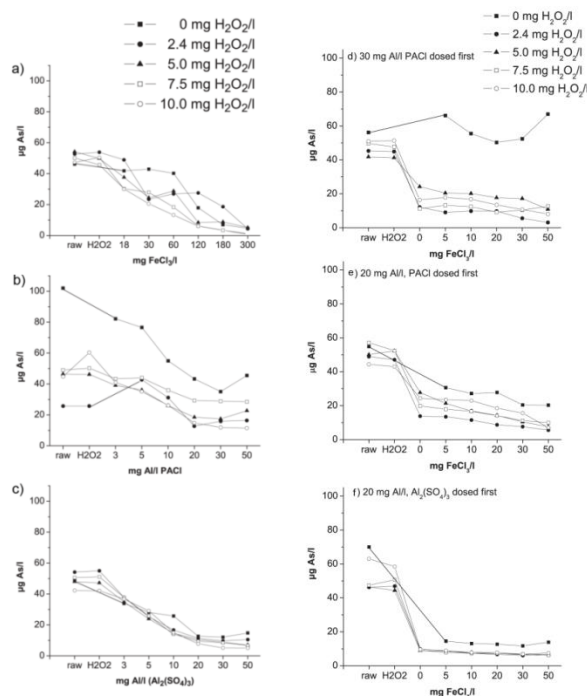 0 mg H₂O₂/l
2.4 mg H₂O₂/l
5.0 mg H₂O₂/l
7.5 mg H₂O₂/l
10.0 mg H₂O₂/l
a)
100
80
60
40
20
0
µg As/l
raw H2O2 18 30 60 120 180 300
mg FeCl₃/l
b)
100
80
60
40
20
0
µg As/l
raw H2O2 3 5 10 20 30 50
mg Al/l PACl
c)
100
80
60
40
20
0
µg As/l
raw H2O2 3 5 10 20 30 50
mg Al/l (Al₂(SO₄)₃)
0 mg H₂O₂/l
2.4 mg H₂O₂/l
5.0 mg H₂O₂/l
7.5 mg H₂O₂/l
10.0 mg H₂O₂/l
d) 30 mg Al/l PACl dosed first
100
80
60
40
20
0
µg As/l
raw H2O2 0 5 10 20 30 50
mg FeCl₃/l
e) 20 mg Al/l, PACl dosed first
100
80
60
40
20
0
µg As/l
raw H2O2 0 5 10 20 30 50
mg FeCl₃/l
f) 20 mg Al/l, Al₂(SO₄)₃ dosed first
100
80
60
40
20
0
µg As/l
raw H2O2 0 5 10 20 30 50
mg FeCl₃/l